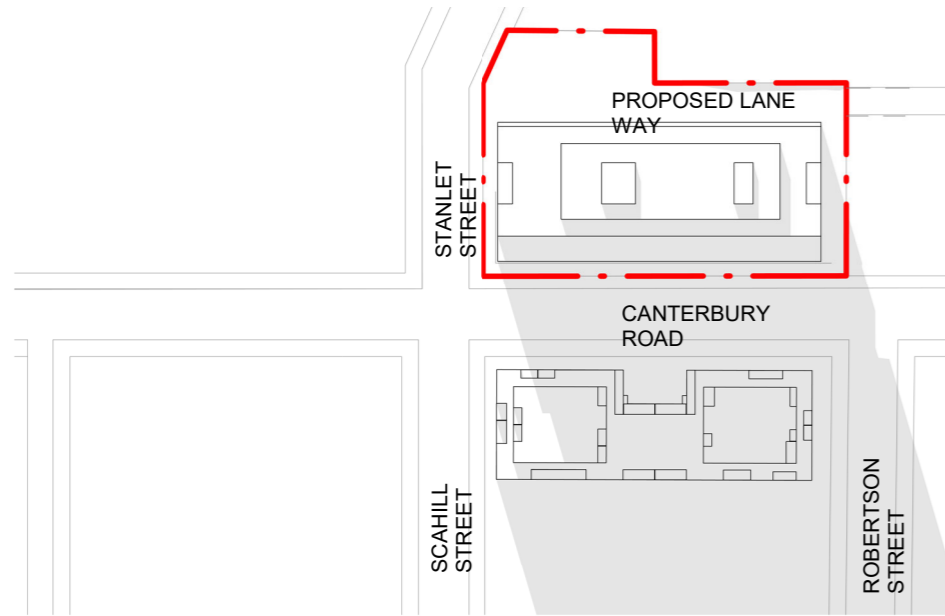 PROPOSED LANE
WAY
STANLET
STREET
CANTERBURY
ROAD
SCAHILL
STREET
ROBERTSON
STREET